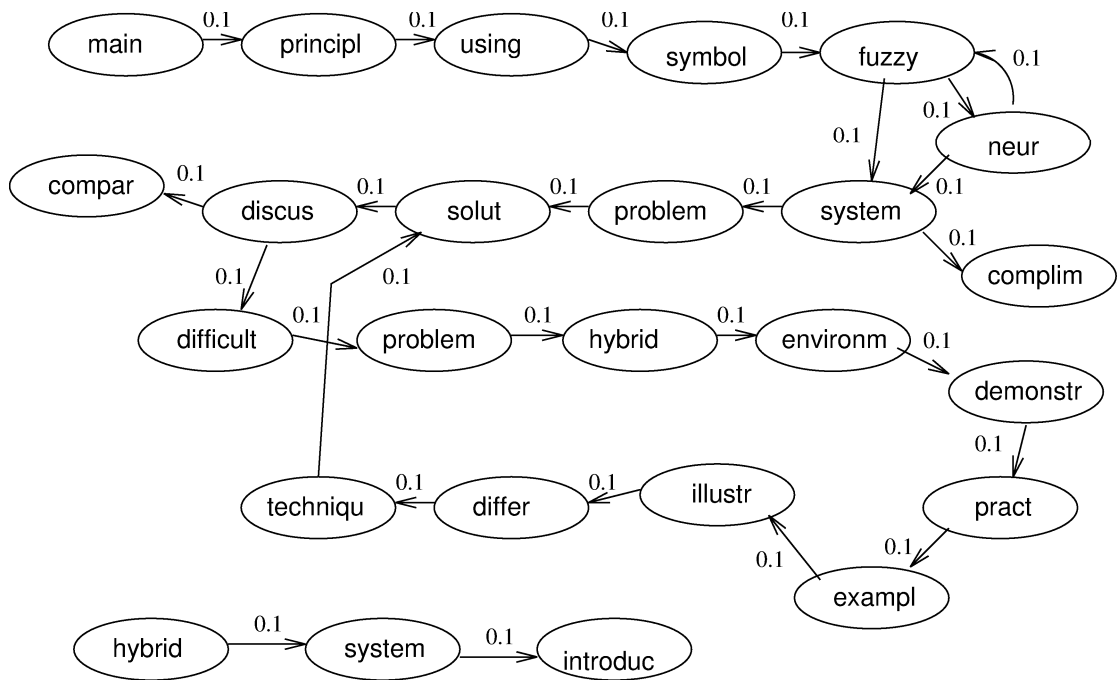 0.1 0.1 0.1 0.1
main principl using symbol fuzzy 0.1
0.1 0.1
neur
0.1 0.1 0.1 0.1 0.1
compar discus solut problem system
0.1
0.1 0.1 complim
0.1 0.1 0.1 0.1
difficult problem hybrid environm
demonstr
0.1
0.1 0.1
techniqu differ illustr pract
0.1 0.1
exampl
0.1 0.1
hybrid system introduc